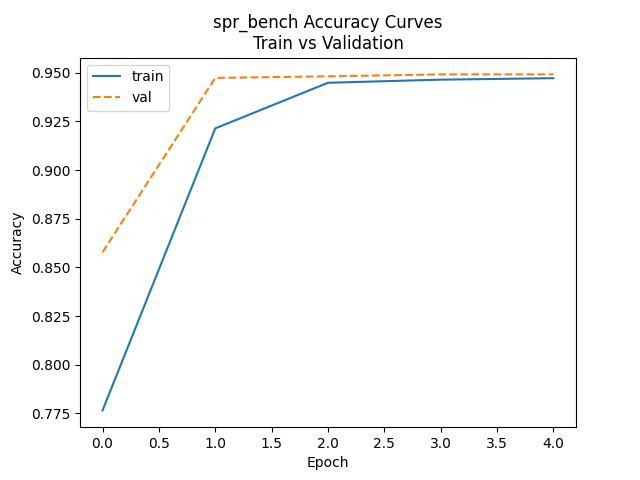 spr_bench Accuracy Curves
Train vs Validation
train
val
Accuracy
0.950
0.925
0.900
0.875
0.850
0.825
0.800
0.775
0.0 0.5 1.0 1.5 2.0 2.5 3.0 3.5 4.0
Epoch